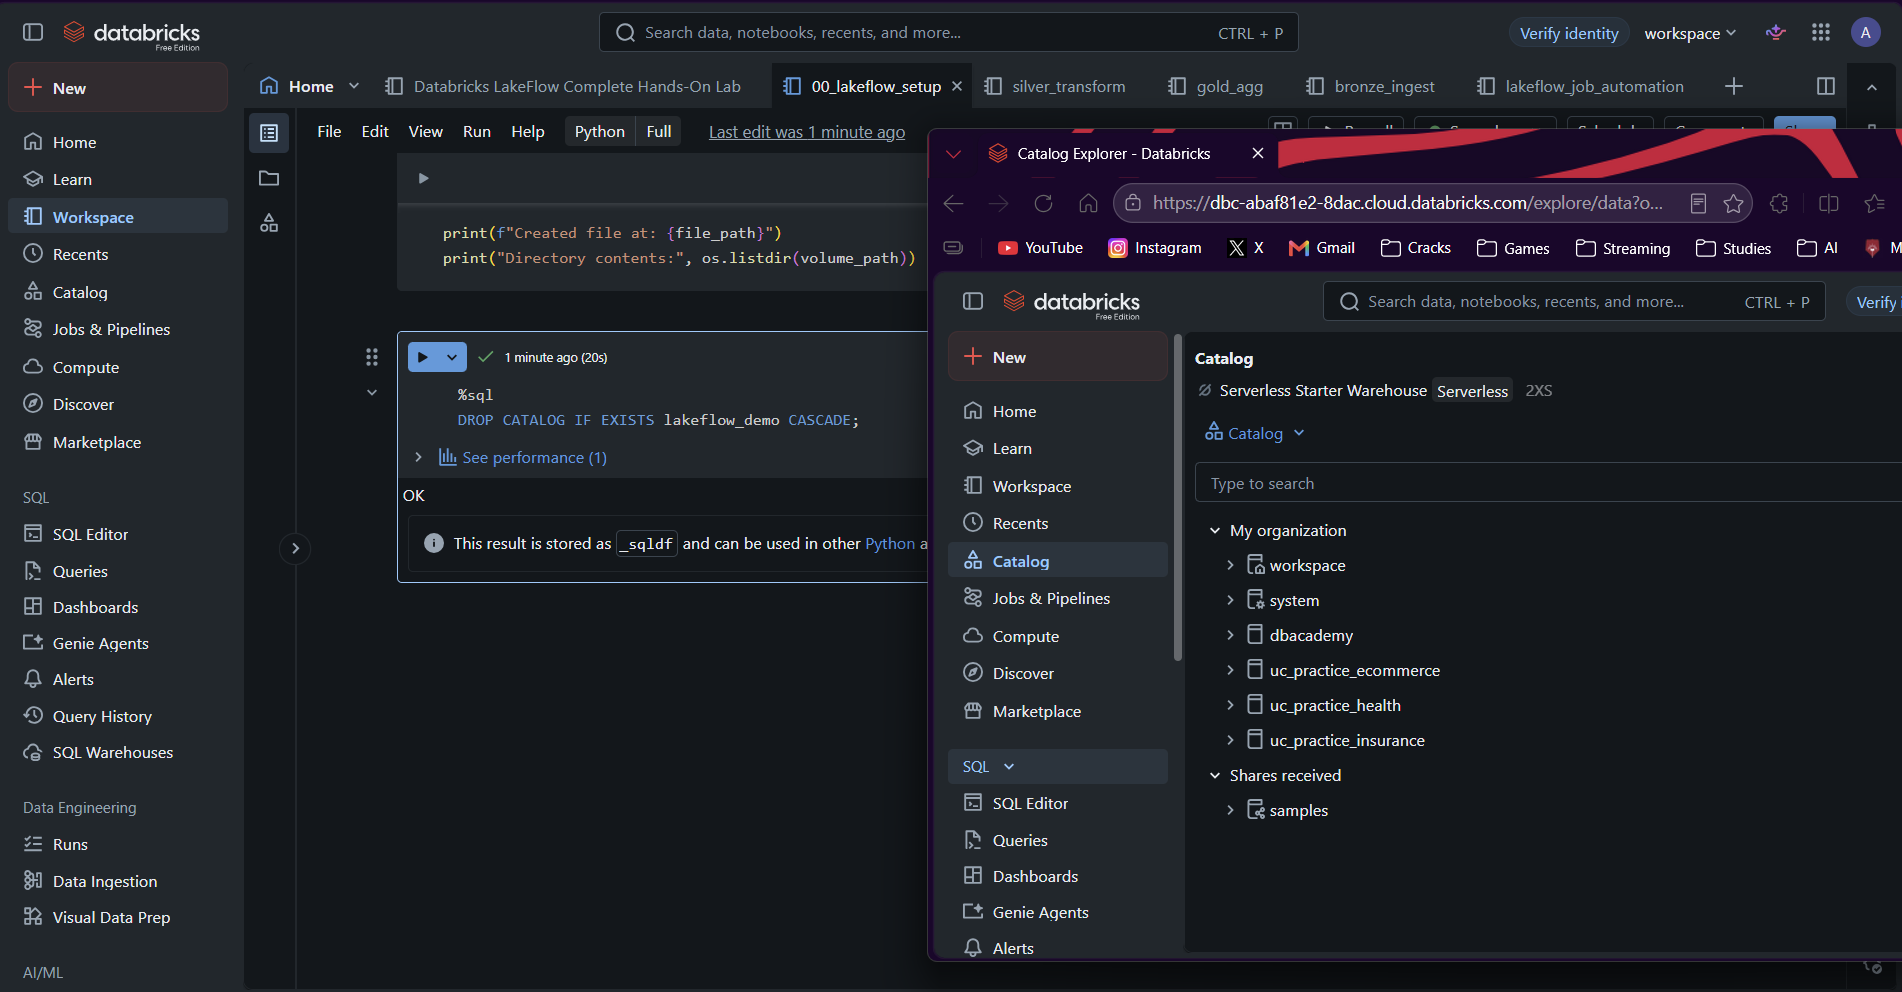 databricks
Free Edition
Search data, notebooks, recents, and more...
CTRL + P
Verify identity
workspace
A
New
Home
Learn
Workspace
Recents
Catalog
Jobs & Pipelines
Compute
Discover
Marketplace
SQL
SQL Editor
Queries
Dashboards
Genie Agents
Alerts
Query History
SQL Warehouses
Data Engineering
Runs
Data Ingestion
Visual Data Prep
AI/ML
Home
Databricks LakeFlow Complete Hands-On Lab
00_lakeflow_setup
silver_transform
gold_agg
bronze_ingest
lakeflow_job_automation
File Edit View Run Help Python Full Last edit was 1 minute ago
print(f"Created file at: {file_path}")
print("Directory contents:", os.listdir(volume_path))
1 minute ago (20s)
%sql
DROP CATALOG IF EXISTS lakeflow_demo CASCADE;
See performance (1)
OK
This result is stored as _sqldf and can be used in other Python a
Catalog Explorer - Databricks
https://dbc-abaf81e2-8dac.cloud.databricks.com/explore/data?o...
YouTube Instagram X Gmail Cracks Games Streaming Studies AI M
databricks
Free Edition
Search data, notebooks, recents, and more...
CTRL + P
Verify
New
Home
Learn
Workspace
Recents
Catalog
Jobs & Pipelines
Compute
Discover
Marketplace
SQL
SQL Editor
Queries
Dashboards
Genie Agents
Alerts
Catalog
Serverless Starter Warehouse Serverless 2XS
Catalog
Type to search
My organization
workspace
system
dbacademy
uc_practice_ecommerce
uc_practice_health
uc_practice_insurance
Shares received
samples